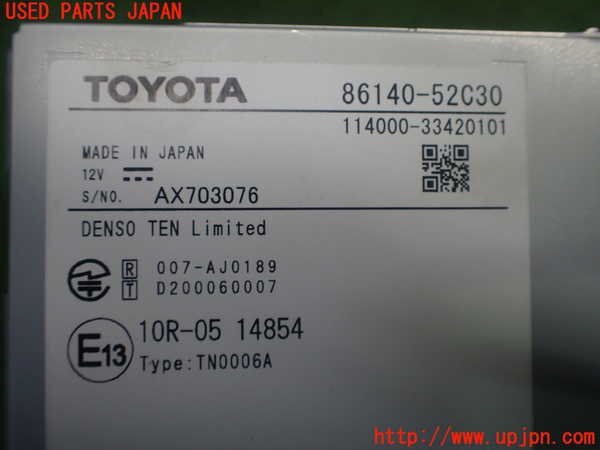 USED PARTS JAPAN
TOYOTA 86140-52C30
114000-33420101
MADE IN JAPAN
12V
S/NO. AX703076
DENSO TEN Limited
R 007-AJ0189
T D200060007
E13 10R-05 14854
Type:TN0006A
http://www.upjpn.com/